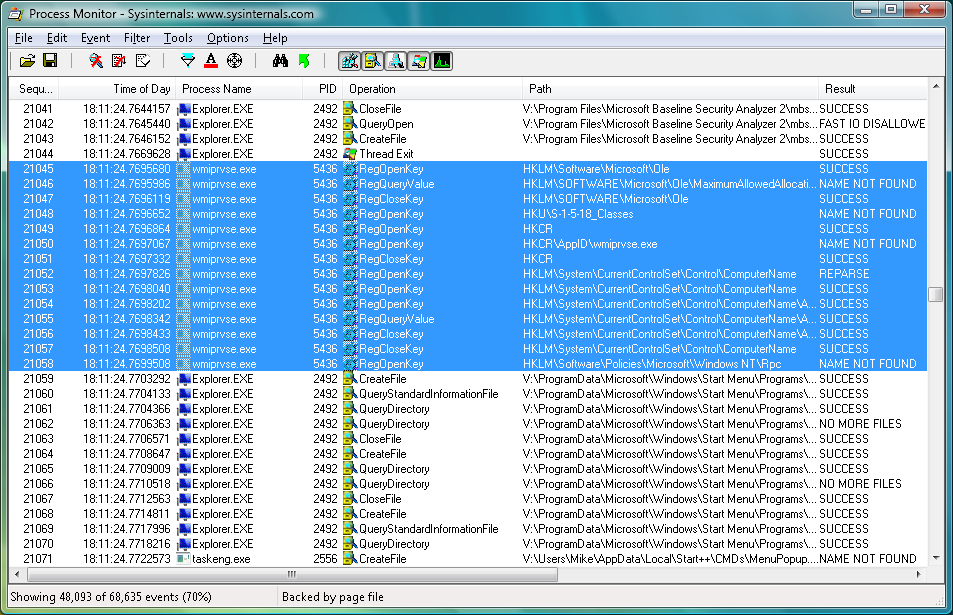 Process Monitor - Sysinternals: www.sysinternals.com
File Edit Event Filter Tools Options Help
Sequ... Time of Day Process Name PID Operation Path Result
21041 18:11:24.7644157 Explorer.EXE 2492 CloseFile V:\Program Files\Microsoft Baseline Security Analyzer 2\mbs... SUCCESS
21042 18:11:24.7645440 Explorer.EXE 2492 QueryOpen V:\Program Files\Microsoft Baseline Security Analyzer 2\mbs... FAST IO DISALLOWE
21043 18:11:24.7646152 Explorer.EXE 2492 CreateFile V:\Program Files\Microsoft Baseline Security Analyzer 2\mbs... SUCCESS
21044 18:11:24.7669628 Explorer.EXE 2492 Thread Exit SUCCESS
21045 18:11:24.7695680 wmiprvse.exe 5436 RegOpenKey HKLM\Software\Microsoft\Ole SUCCESS
21046 18:11:24.7695986 wmiprvse.exe 5436 RegQueryValue HKLM\SOFTWARE\Microsoft\Ole\MaximumAllowedAllocati... NAME NOT FOUND
21047 18:11:24.7696119 wmiprvse.exe 5436 RegCloseKey HKLM\SOFTWARE\Microsoft\Ole SUCCESS
21048 18:11:24.7696652 wmiprvse.exe 5436 RegOpenKey HKU\S-1-5-18_Classes NAME NOT FOUND
21049 18:11:24.7696864 wmiprvse.exe 5436 RegOpenKey HKCR SUCCESS
21050 18:11:24.7697067 wmiprvse.exe 5436 RegOpenKey HKCR\AppID\wmiprvse.exe NAME NOT FOUND
21051 18:11:24.7697332 wmiprvse.exe 5436 RegCloseKey HKCR SUCCESS
21052 18:11:24.7697826 wmiprvse.exe 5436 RegOpenKey HKLM\System\CurrentControlSet\Control\ComputerName REPARSE
21053 18:11:24.7698040 wmiprvse.exe 5436 RegOpenKey HKLM\System\CurrentControlSet\Control\ComputerName SUCCESS
21054 18:11:24.7698202 wmiprvse.exe 5436 RegOpenKey HKLM\System\CurrentControlSet\Control\ComputerName\A... SUCCESS
21055 18:11:24.7698342 wmiprvse.exe 5436 RegQueryValue HKLM\System\CurrentControlSet\Control\ComputerName\A... SUCCESS
21056 18:11:24.7698433 wmiprvse.exe 5436 RegCloseKey HKLM\System\CurrentControlSet\Control\ComputerName\A... SUCCESS
21057 18:11:24.7698508 wmiprvse.exe 5436 RegCloseKey HKLM\System\CurrentControlSet\Control\ComputerName SUCCESS
21058 18:11:24.7699508 wmiprvse.exe 5436 RegOpenKey HKLM\Software\Policies\Microsoft\Windows NT\Rpc NAME NOT FOUND
21059 18:11:24.7703292 Explorer.EXE 2492 CreateFile V:\ProgramData\Microsoft\Windows\Start Menu\Programs\... SUCCESS
21060 18:11:24.7704133 Explorer.EXE 2492 QueryStandardInformationFile V:\ProgramData\Microsoft\Windows\Start Menu\Programs\... SUCCESS
21061 18:11:24.7704366 Explorer.EXE 2492 QueryDirectory V:\ProgramData\Microsoft\Windows\Start Menu\Programs\... SUCCESS
21062 18:11:24.7706363 Explorer.EXE 2492 QueryDirectory V:\ProgramData\Microsoft\Windows\Start Menu\Programs\... NO MORE FILES
21063 18:11:24.7706571 Explorer.EXE 2492 CloseFile V:\ProgramData\Microsoft\Windows\Start Menu\Programs\... SUCCESS
21064 18:11:24.7708647 Explorer.EXE 2492 CreateFile V:\ProgramData\Microsoft\Windows\Start Menu\Programs\... SUCCESS
21065 18:11:24.7709009 Explorer.EXE 2492 QueryDirectory V:\ProgramData\Microsoft\Windows\Start Menu\Programs\... SUCCESS
21066 18:11:24.7710518 Explorer.EXE 2492 QueryDirectory V:\ProgramData\Microsoft\Windows\Start Menu\Programs\... NO MORE FILES
21067 18:11:24.7712563 Explorer.EXE 2492 CloseFile V:\ProgramData\Microsoft\Windows\Start Menu\Programs\... SUCCESS
21068 18:11:24.7714811 Explorer.EXE 2492 CreateFile V:\ProgramData\Microsoft\Windows\Start Menu\Programs\... SUCCESS
21069 18:11:24.7717996 Explorer.EXE 2492 QueryStandardInformationFile V:\ProgramData\Microsoft\Windows\Start Menu\Programs\... SUCCESS
21070 18:11:24.7718216 Explorer.EXE 2492 QueryDirectory V:\ProgramData\Microsoft\Windows\Start Menu\Programs\... SUCCESS
21071 18:11:24.7722573 taskeng.exe 2556 CreateFile V:\Users\Mike\AppData\Local\Start++\CMDs\MenuPopup... NAME NOT FOUND
Showing 48,093 of 68,635 events (70%) Backed by page file